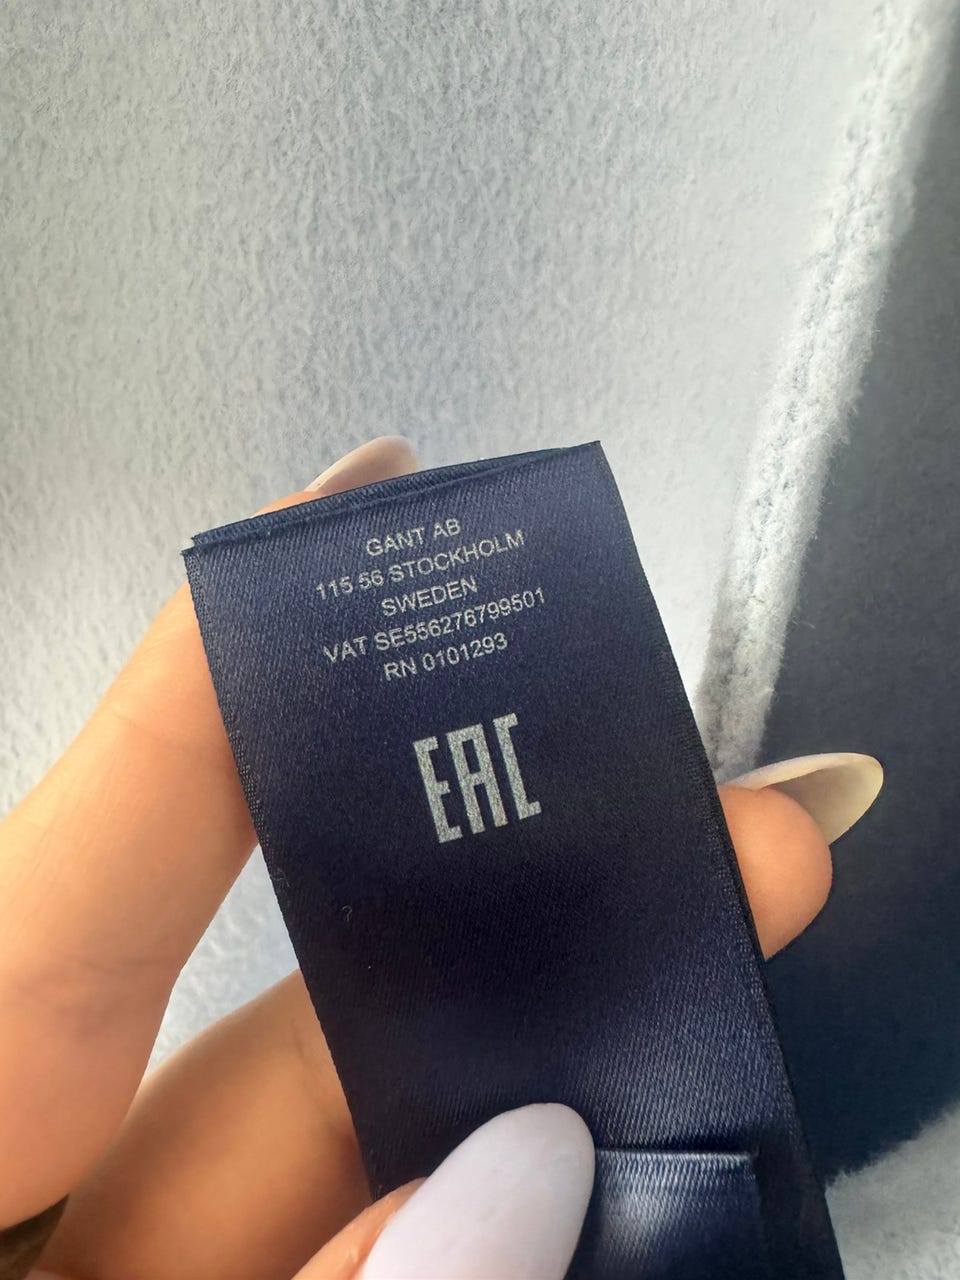 GANT AB
115 56 STOCKHOLM
SWEDEN
VAT SE556276799501
RN 0101293
EAC